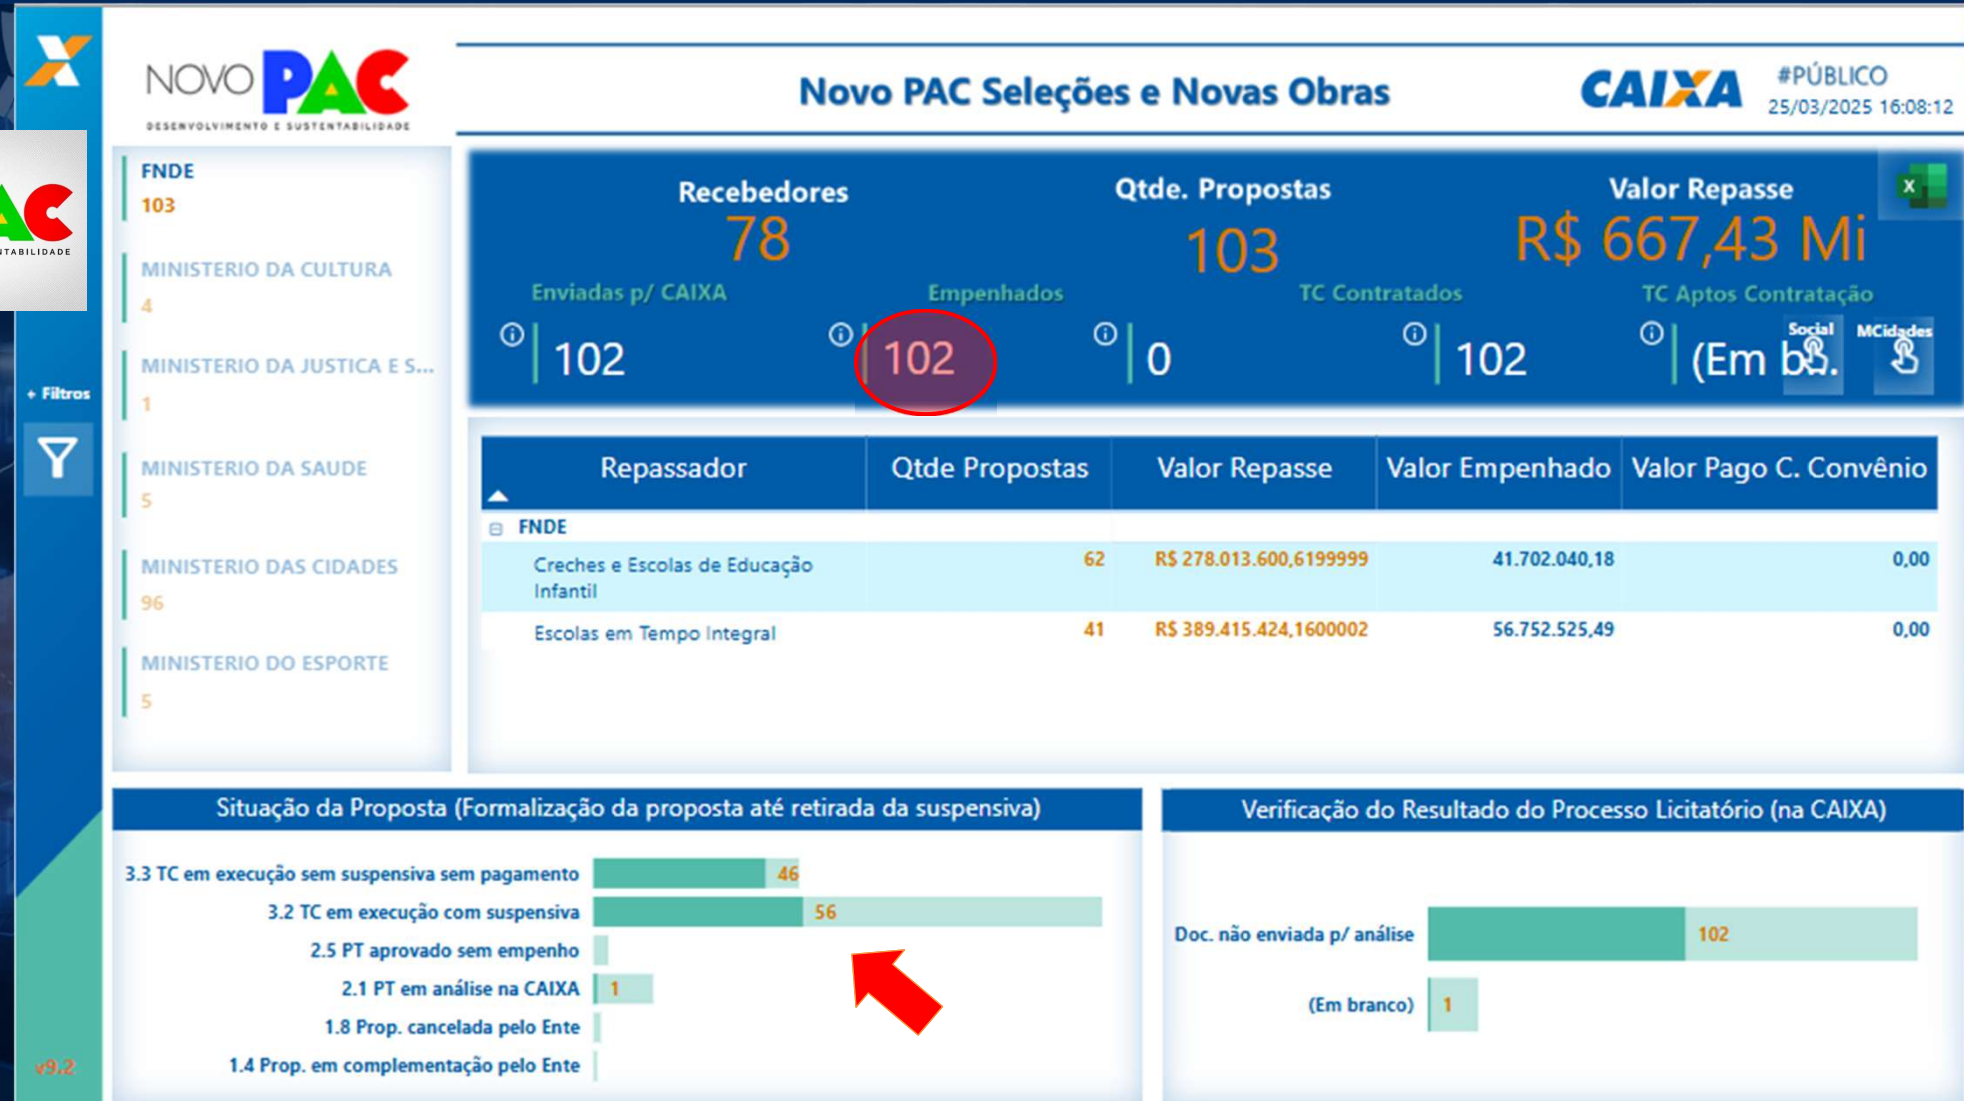 NOVO PAC
DESENVOLVIMENTO E SUSTENTABILIDADE
Novo PAC Seleções e Novas Obras
CAIXA
#PÚBLICO
25/03/2025 16:08:12
+ Filtros
v9.2
FNDE
103
MINISTERIO DA CULTURA
4
MINISTERIO DA JUSTICA E S...
1
MINISTERIO DA SAUDE
5
MINISTERIO DAS CIDADES
96
MINISTERIO DO ESPORTE
5
Recebedores
78
Qtde. Propostas
103
Valor Repasse
R$ 667,43 Mi
Enviadas p/ CAIXA
Empenhados
TC Contratados
TC Aptos Contratação
102
102
0
102
(Em b...
Social
MCidades
Repassador Qtde Propostas Valor Repasse Valor Empenhado Valor Pago C. Convênio
FNDE
Creches e Escolas de Educação
Infantil
62 R$ 278.013.600,6199999 41.702.040,18 0,00
Escolas em Tempo Integral 41 R$ 389.415.424,1600002 56.752.525,49 0,00
Situação da Proposta (Formalização da proposta até retirada da suspensiva)
3.3 TC em execução sem suspensiva sem pagamento 46
3.2 TC em execução com suspensiva 56
2.5 PT aprovado sem empenho
2.1 PT em análise na CAIXA 1
1.8 Prop. cancelada pelo Ente
1.4 Prop. em complementação pelo Ente
Verificação do Resultado do Processo Licitatório (na CAIXA)
Doc. não enviada p/ análise 102
(Em branco) 1